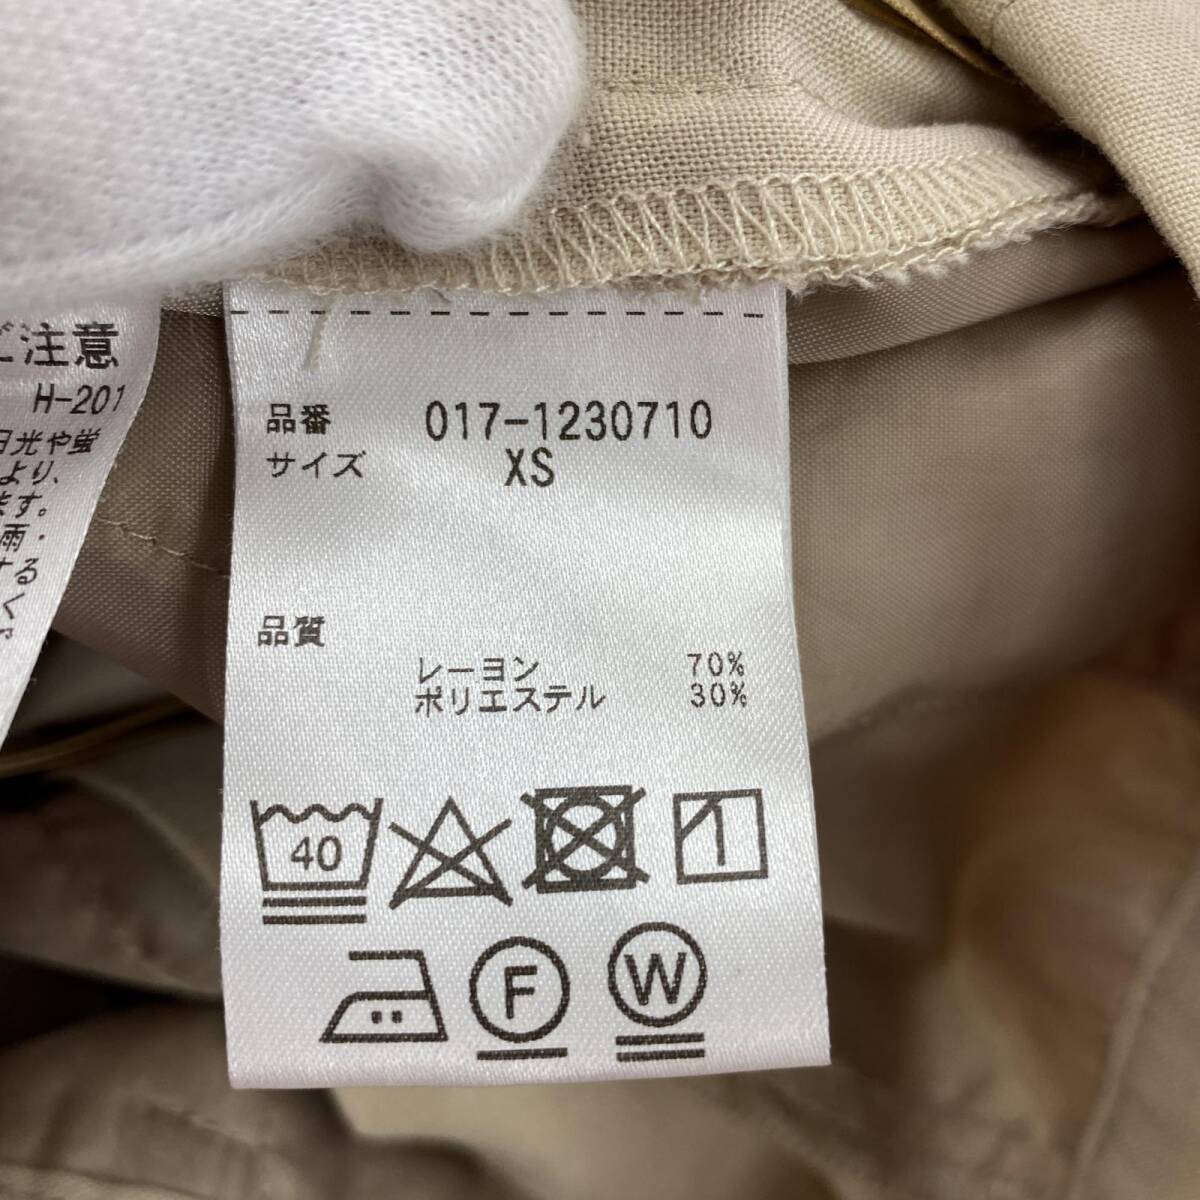 ご注意
H-201
日光や蛍
より、
ます。
雨・
する
く
品番 017-1230710
サイズ XS
品質
レーヨン 70%
ポリエステル 30%
40
F
W